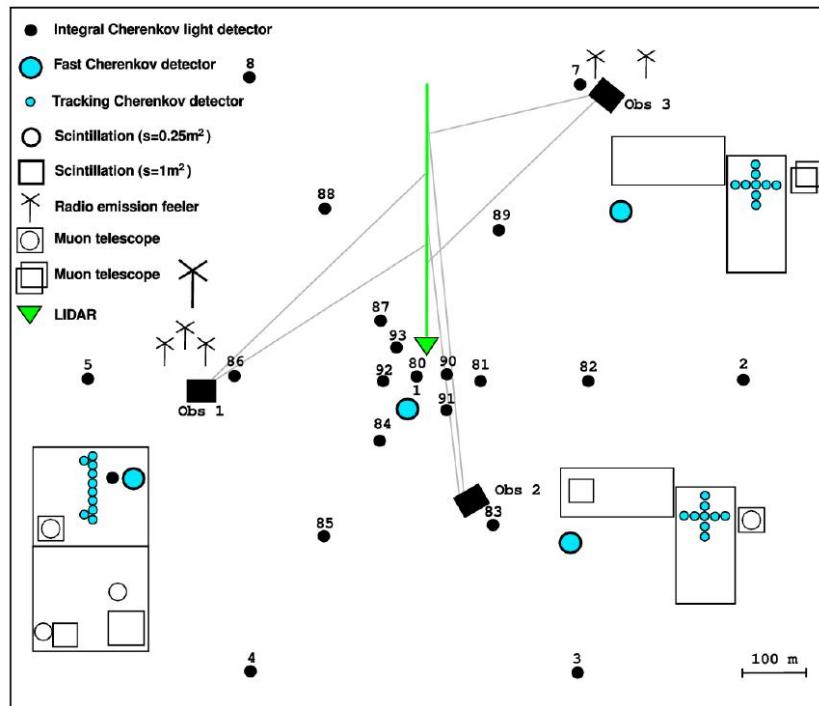 Integral Cherenkov light detector
Fast Cherenkov detector
Tracking Cherenkov detector
Scintillation (s=0.25m²)
Scintillation (s=1m²)
Radio emission feeler
Muon telescope
Muon telescope
LIDAR
8
7
Obs 3
88
89
87
93
5
86
92
80
90
81
82
2
1
91
Obs 1
84
Obs 2
83
85
4
3
100 m